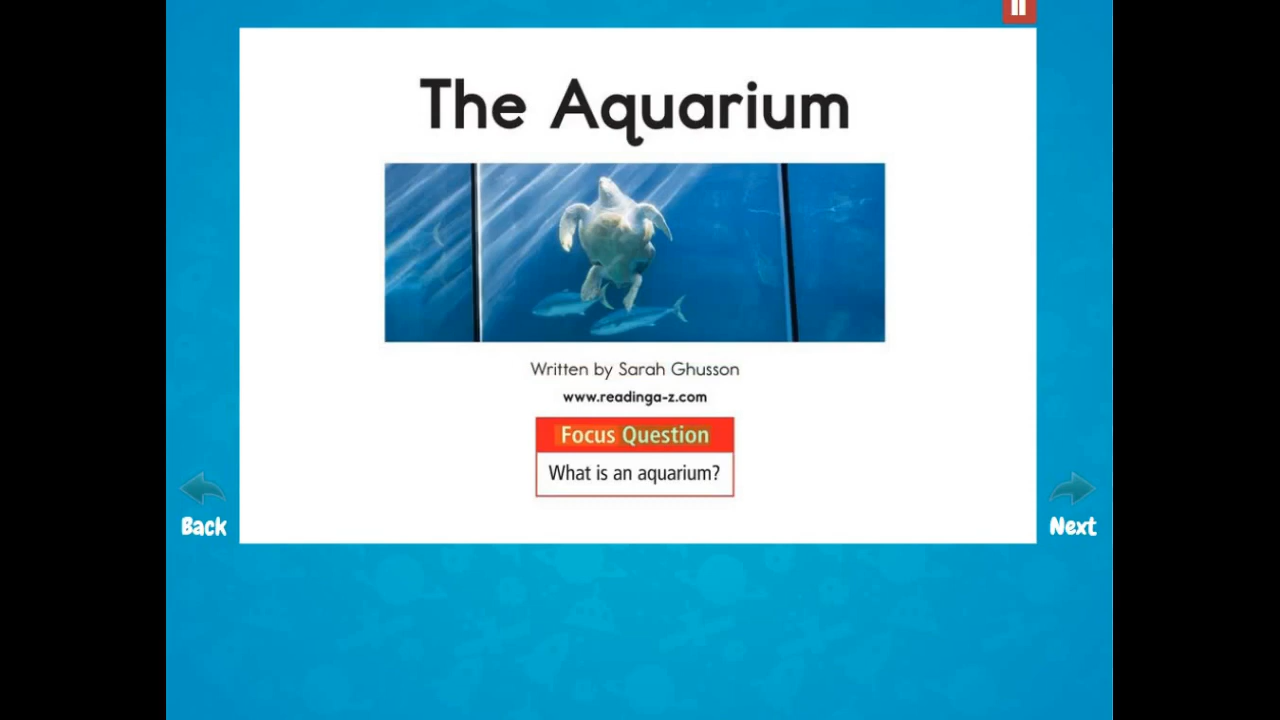 The Aquarium
Written by Sarah Ghusson
www.readinga-z.com
Focus Question
What is an aquarium?
Back
Next